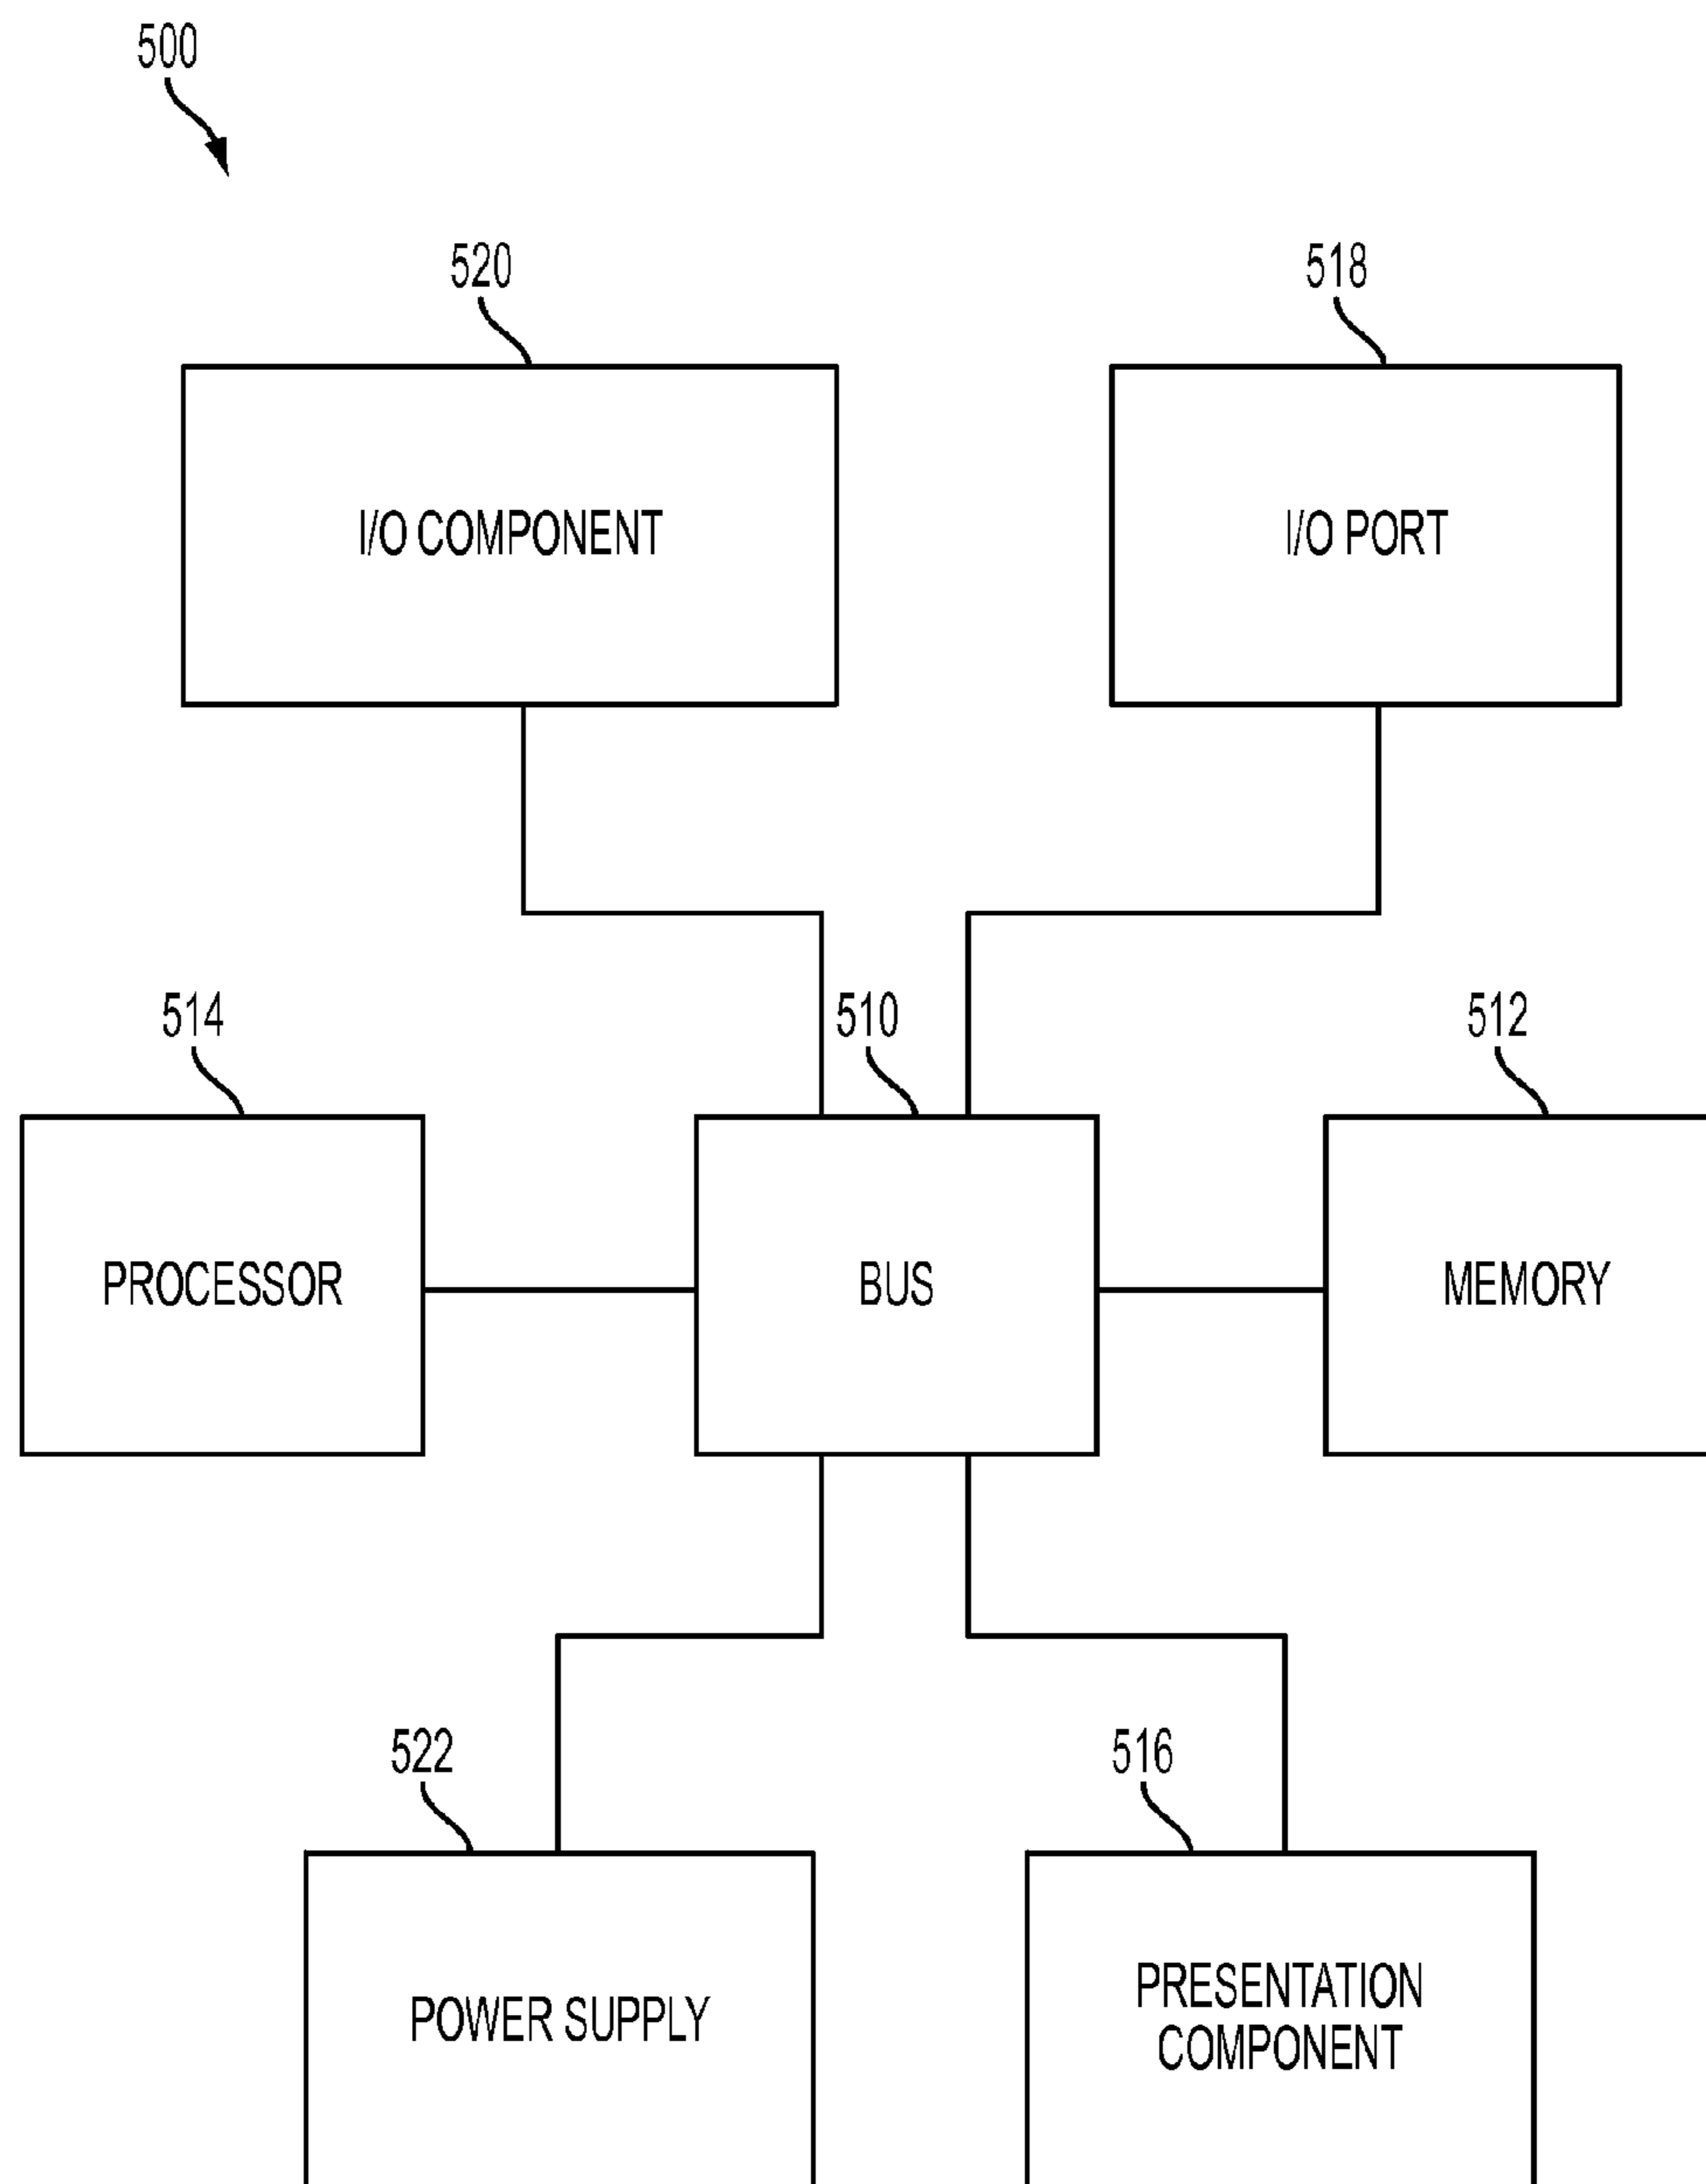 500
520
518
I/O COMPONENT
I/O PORT
514
510
512
PROCESSOR
BUS
MEMORY
522
516
POWER SUPPLY
PRESENTATION
COMPONENT